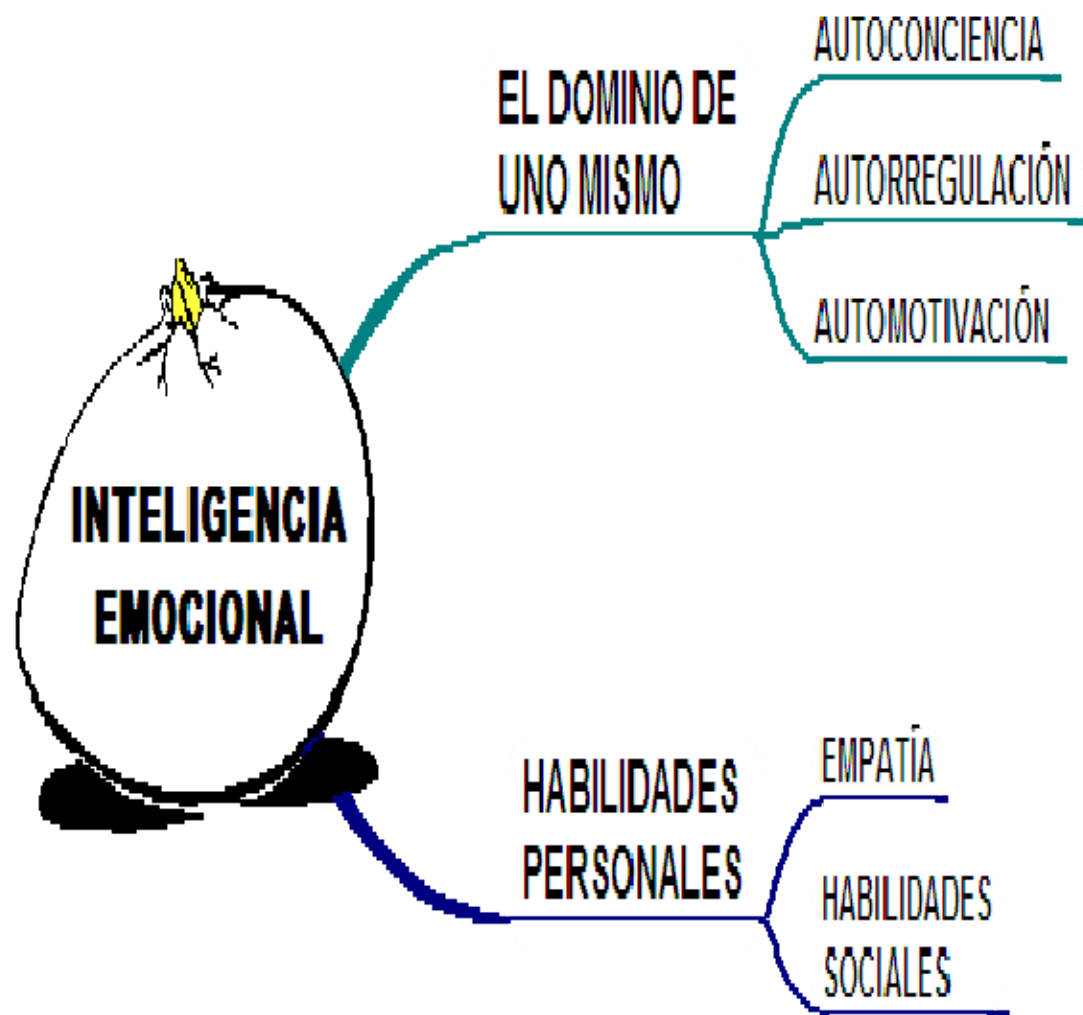 INTELIGENCIA
EMOCIONAL
EL DOMINIO DE
UNO MISMO
AUTOCONCIENCIA
AUTORREGULACIÓN
AUTOMOTIVACIÓN
HABILIDADES
PERSONALES
EMPATÍA
HABILIDADES
SOCIALES